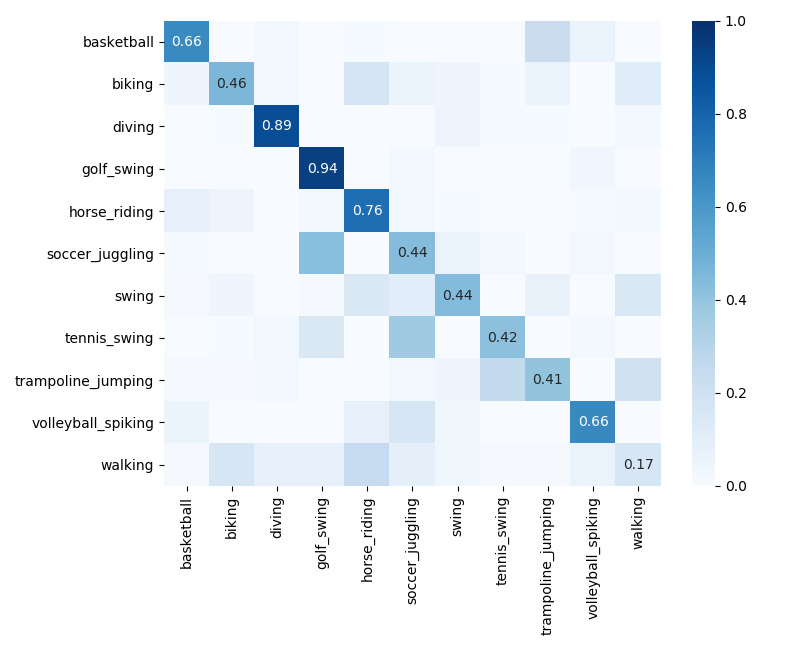 basketball 0.66
biking 0.46
diving 0.89
golf_swing 0.94
horse_riding 0.76
soccer_juggling 0.44
swing 0.44
tennis_swing 0.42
trampoline_jumping 0.41
volleyball_spiking 0.66
walking 0.17
basketball
biking
diving
golf_swing
horse_riding
soccer_juggling
swing
tennis_swing
trampoline_jumping
volleyball_spiking
walking
1.0
0.8
0.6
0.4
0.2
0.0